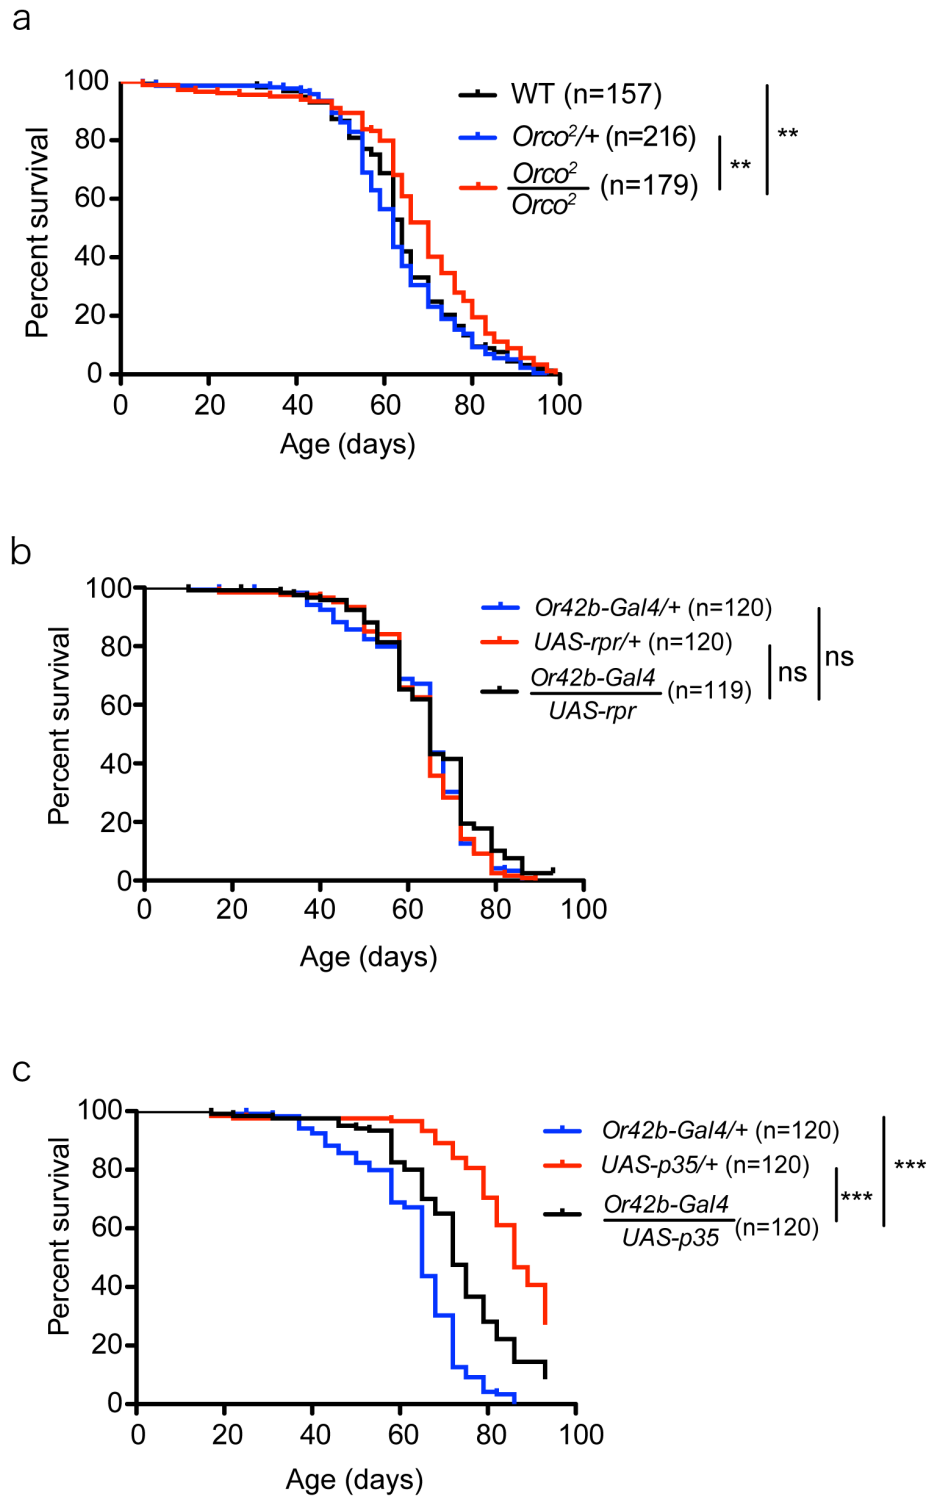 a
100
80
60
40
20
0
Percent survival
0 20 40 60 80 100
Age (days)
WT (n=157)
Orco²/+ (n=216)
Orco²
Orco²
(n=179)
**
**
b
100
80
60
40
20
0
Percent survival
0 20 40 60 80 100
Age (days)
Or42b-Gal4/+ (n=120)
UAS-rpr/+ (n=120)
Or42b-Gal4
UAS-rpr
(n=119)
ns
ns
c
100
80
60
40
20
0
Percent survival
0 20 40 60 80 100
Age (days)
Or42b-Gal4/+ (n=120)
UAS-p35/+ (n=120)
Or42b-Gal4
UAS-p35
(n=120)
***
***